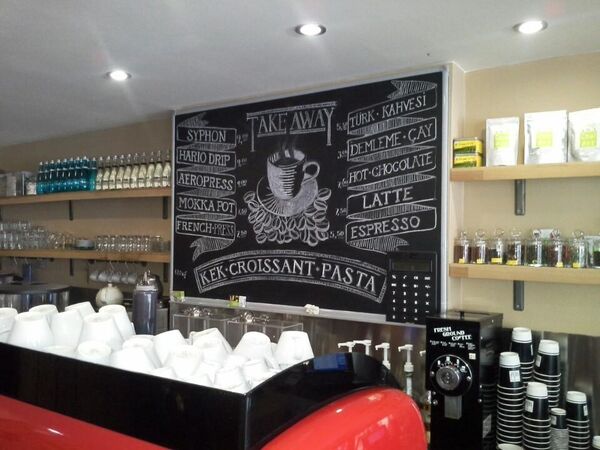 TAKE AWAY
SYPHON
HARIO DRIP
AEROPRESS
MOKKA POT
FRENCH-PRESS
TÜRK · KAHVESİ
DEMLEME · ÇAY
HOT · CHOCOLATE
LATTE
ESPRESSO
KEK · CROISSANT · PASTA
FRESH
GROUND
COFFEE